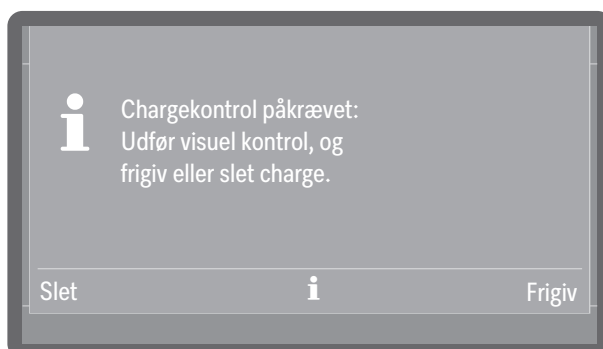 Chargekontrol påkrævet:
Udfør visuel kontrol, og
frigiv eller slet charge.
Slet i Frigiv